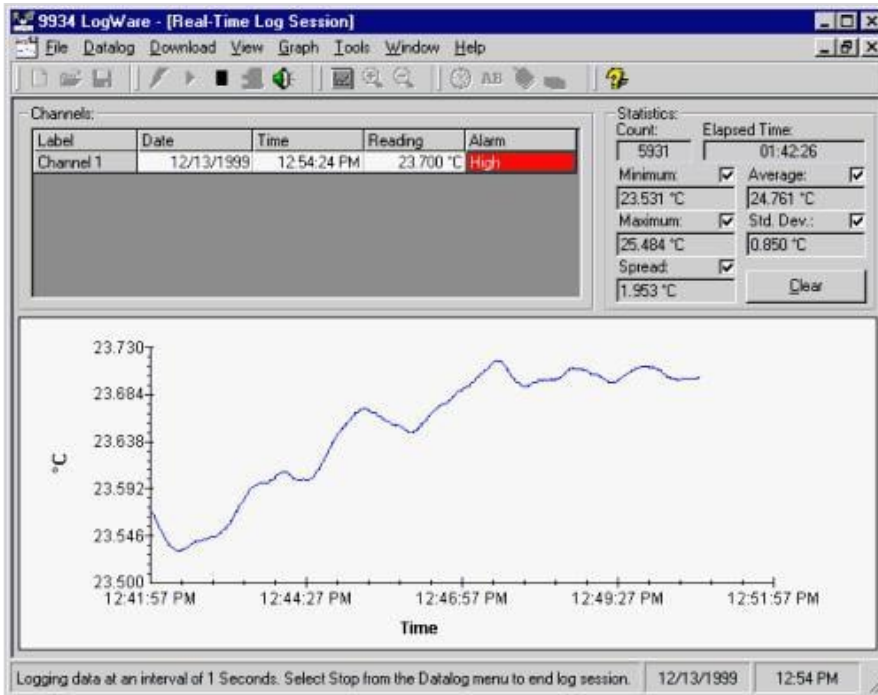 9934 LogWare - [Real-Time Log Session]
File Datalog Download View Graph Tools Window Help
AB
Channels:
Label Date Time Reading Alarm
Channel 1 12/13/1999 12:54:24 PM 23.700 °C High
Statistics:
Count: Elapsed Time:
5931 01:42:26
Minimum: Average:
23.531 °C 24.761 °C
Maximum: Std. Dev.:
25.484 °C 0.850 °C
Spread:
1.953 °C Clear
23.730
23.684
23.638
23.592
23.546
23.500
°C
12:41:57 PM 12:44:27 PM 12:46:57 PM 12:49:27 PM 12:51:57 PM
Time
Logging data at an interval of 1 Seconds. Select Stop from the Datalog menu to end log session. 12/13/1999 12:54 PM